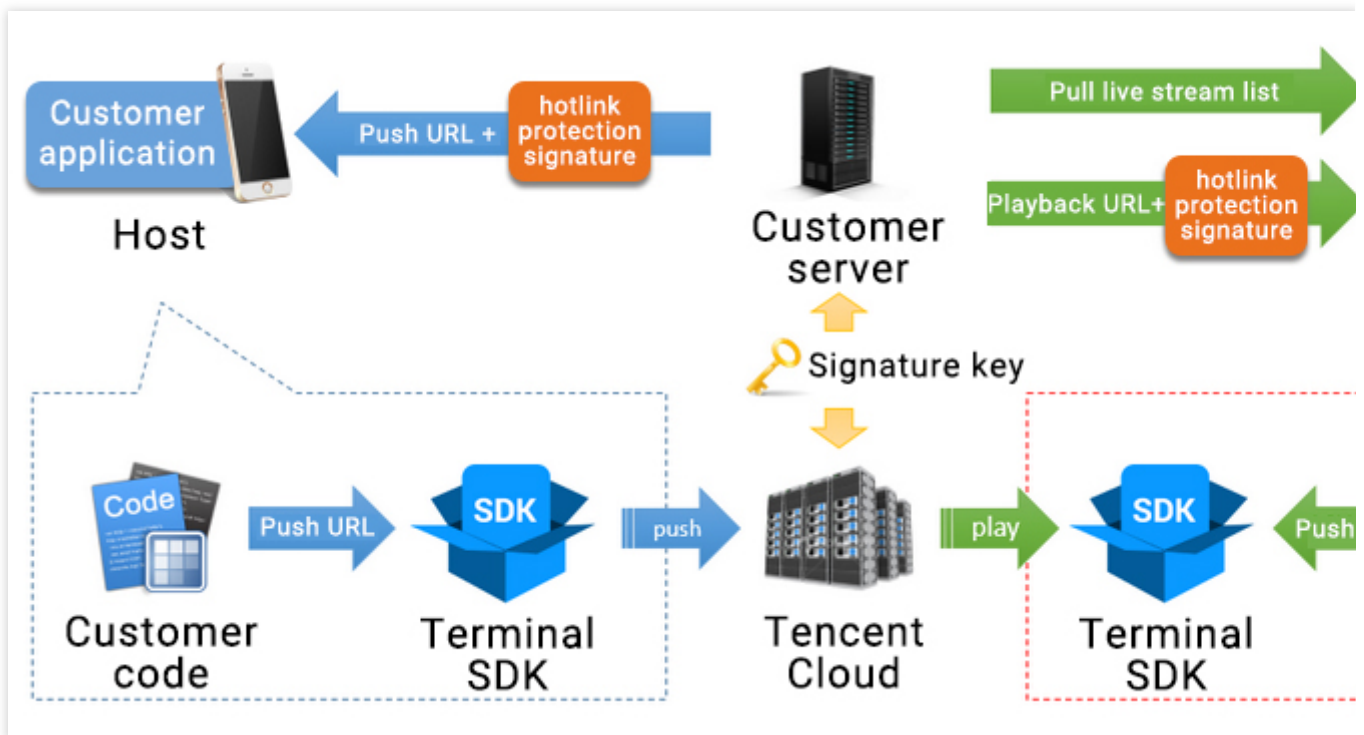 Customer
application
Host
Push URL +
hotlink
protection
signature
Customer
server
Pull live stream list
Playback URL+
hotlink
protection
signature
Signature key
Code
Customer
code
Push URL
SDK
Terminal
SDK
push
Tencent
Cloud
play
SDK
Terminal
SDK
Push